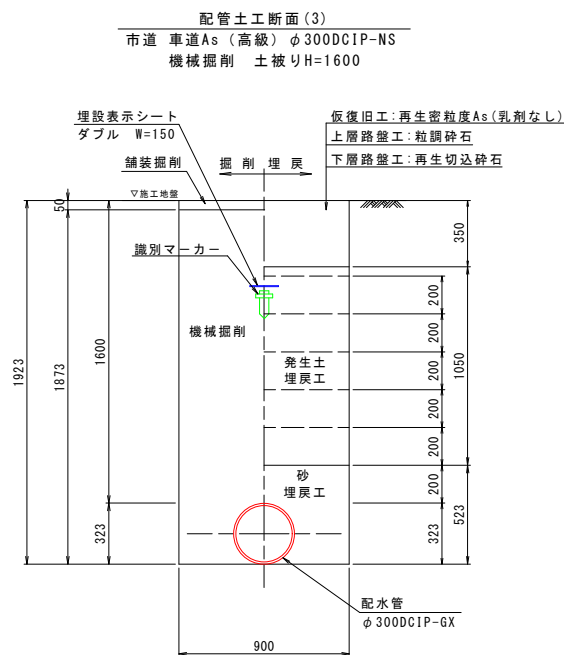 配管土工断面(3)
市道 車道As（高級）φ300DCIP-NS
機械掘削 土被りH=1600
埋設表示シート
ダブル W=150
舗装掘削
掘削 埋戻
仮復旧工:再生密粒度As(乳剤なし)
上層路盤工:粒調砕石
下層路盤工:再生切込砕石
▽施工地盤
50
350
識別マーカー
機械掘削
発生土
埋戻工
砂
埋戻工
1923
1873
1600
323
200
200
200
200
200
200
323
1050
523
配水管
φ300DCIP-GX
900